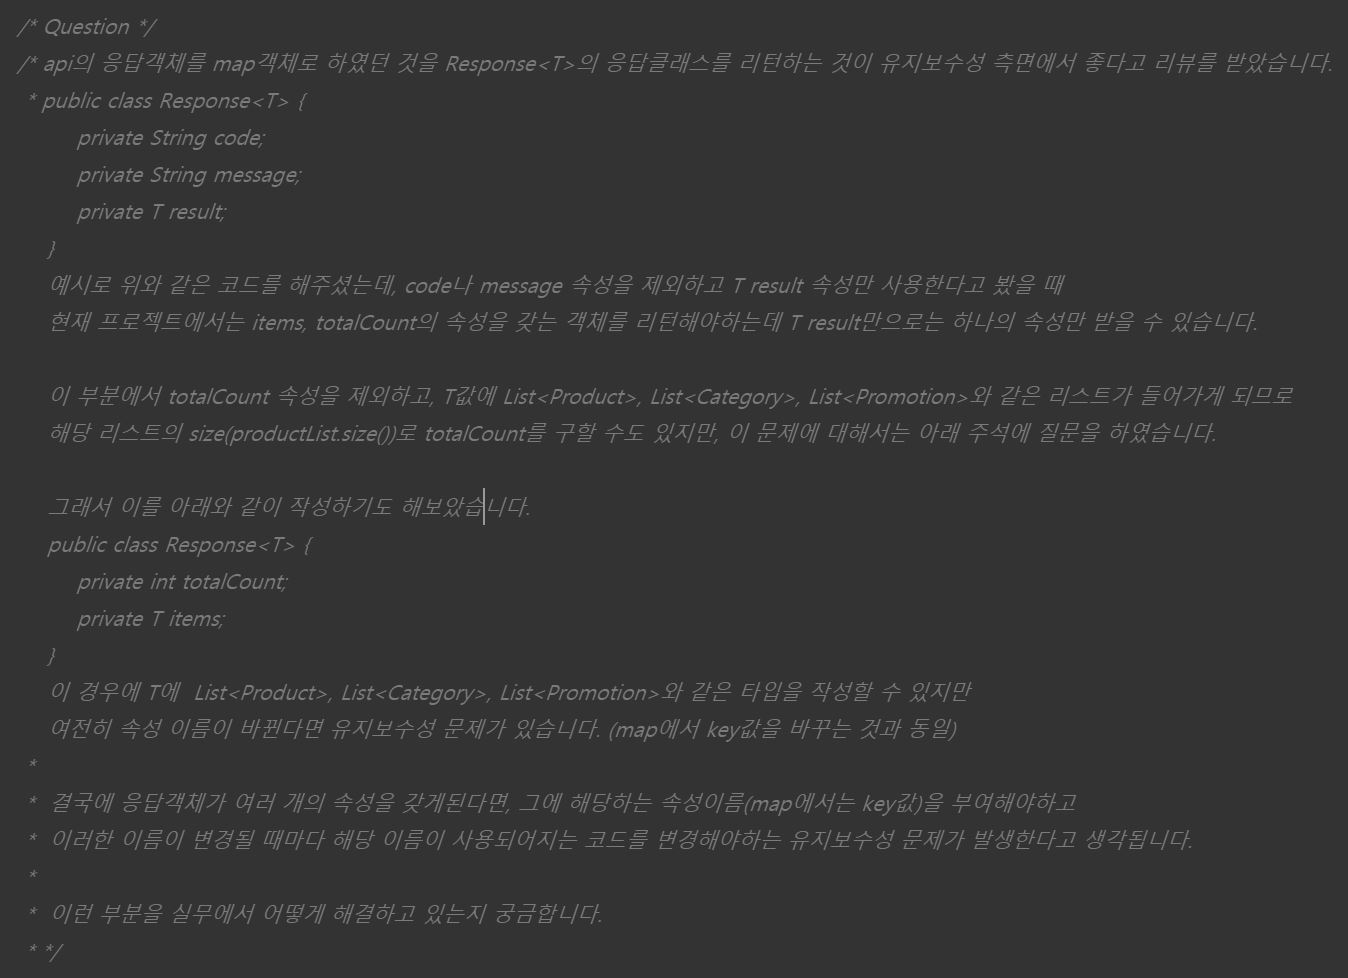 /* Question */
/* api의 응답객체를 map객체로 하였던 것을 Response<T>의 응답클래스를 리턴하는 것이 유지보수성 측면에서 좋다고 리뷰를 받았습니다.
* public class Response<T> {
private String code;
private String message;
private T result;
}
예시로 위와 같은 코드를 해주셨는데, code나 message 속성을 제외하고 T result 속성만 사용한다고 봤을 때
현재 프로젝트에서는 items, totalCount의 속성을 갖는 객체를 리턴해야하는데 T result만으로는 하나의 속성만 받을 수 있습니다.
이 부분에서 totalCount 속성을 제외하고, T값에 List<Product>, List<Category>, List<Promotion>와 같은 리스트가 들어가게 되므로
해당 리스트의 size(productList.size())로 totalCount를 구할 수도 있지만, 이 문제에 대해서는 아래 주석에 질문을 하였습니다.
그래서 이를 아래와 같이 작성하기도 해보았습니다.
public class Response<T> {
private int totalCount;
private T items;
}
이 경우에 T에  List<Product>, List<Category>, List<Promotion>와 같은 타입을 작성할 수 있지만
여전히 속성 이름이 바뀐다면 유지보수성 문제가 있습니다. (map에서 key값을 바꾸는 것과 동일)
*
* 결국에 응답객체가 여러 개의 속성을 갖게된다면, 그에 해당하는 속성이름(map에서는 key값)을 부여해야하고
* 이러한 이름이 변경될 때마다 해당 이름이 사용되어지는 코드를 변경해야하는 유지보수성 문제가 발생한다고 생각됩니다.
*
* 이런 부분을 실무에서 어떻게 해결하고 있는지 궁금합니다.
* */